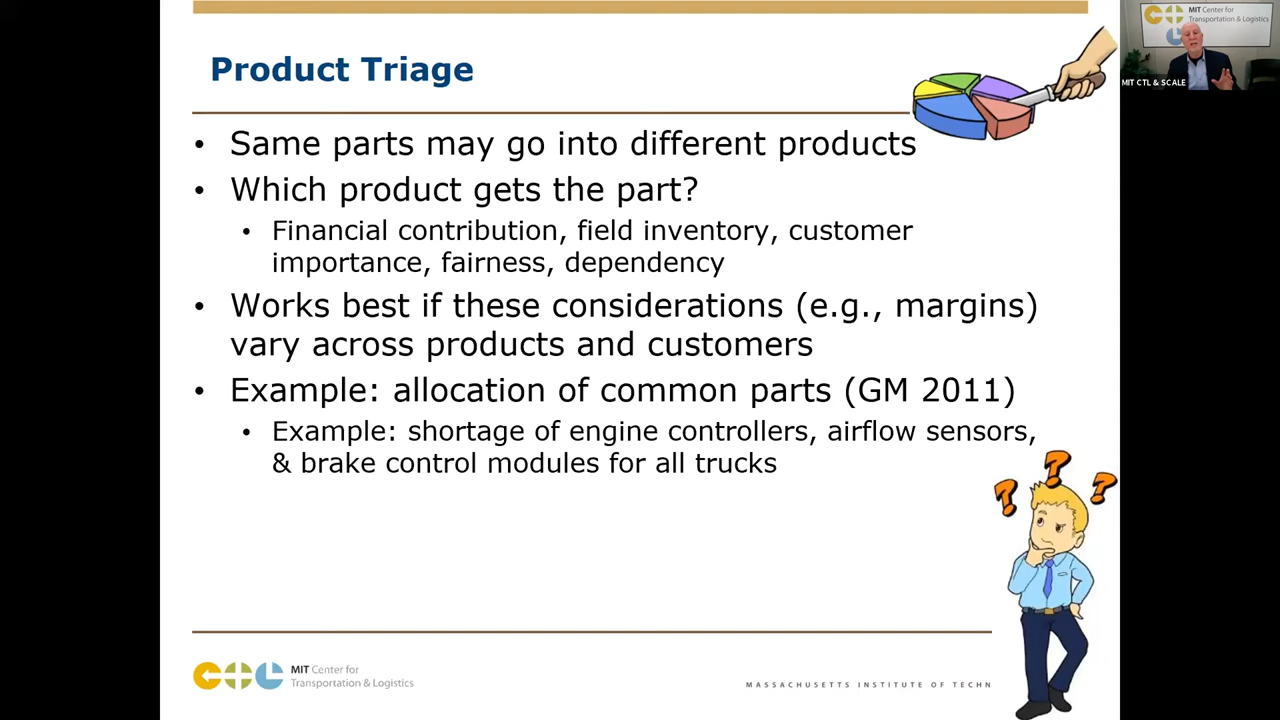 Product Triage
• Same parts may go into different products
• Which product gets the part?
• Financial contribution, field inventory, customer
importance, fairness, dependency
• Works best if these considerations (e.g., margins)
vary across products and customers
• Example: allocation of common parts (GM 2011)
• Example: shortage of engine controllers, airflow sensors,
& brake control modules for all trucks
? ? ?
MIT Center for
Transportation & Logistics
MASSACHUSETTS INSTITUTE OF TECHN
MIT Center for
Transportation & Logistics
MIT CTL & SCALE